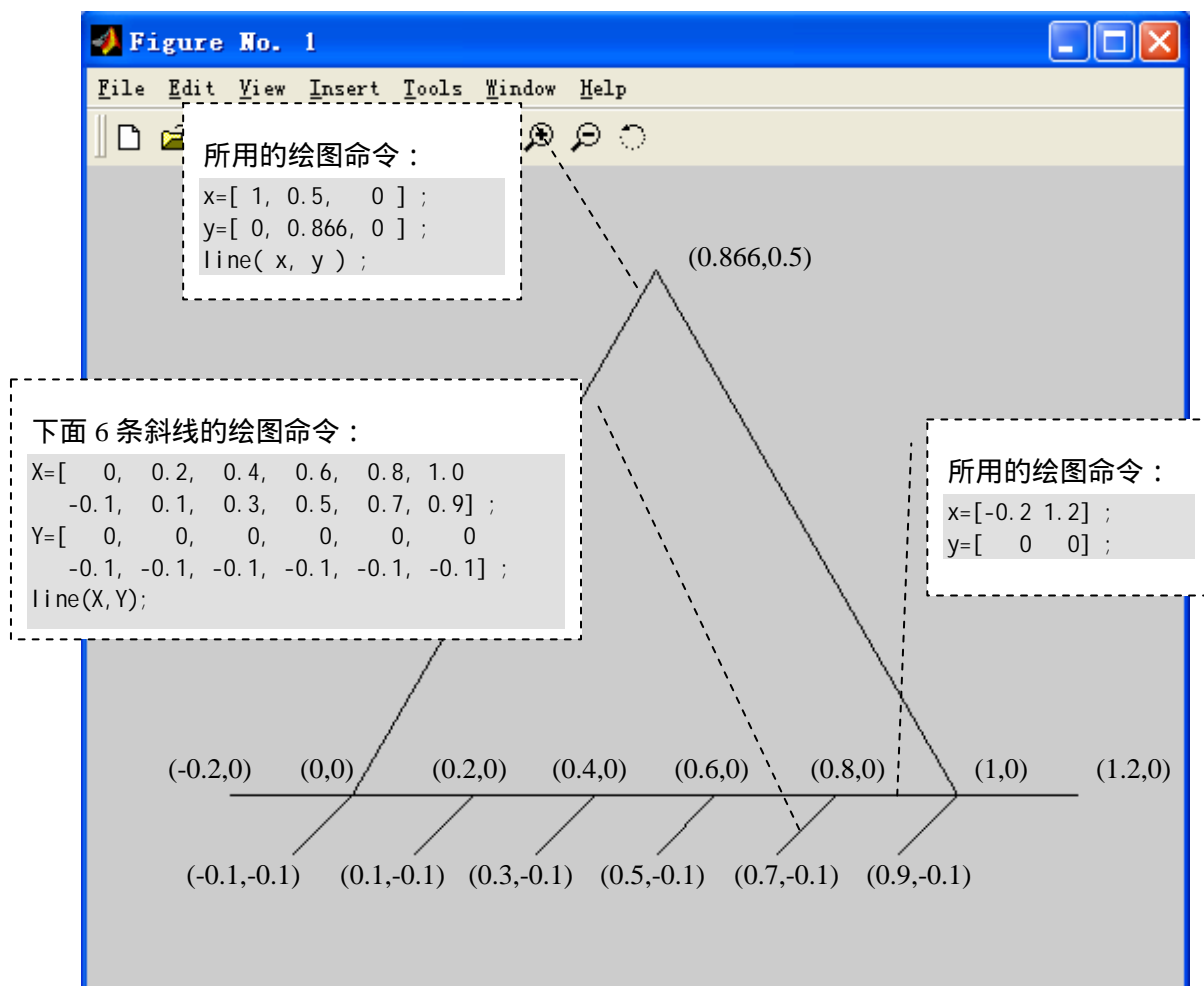 Figure No. 1
File Edit View Insert Tools Window Help
所用的绘图命令：
x=[ 1, 0.5,   0 ] ;
y=[ 0, 0.866, 0 ] ;
line( x, y ) ;
(0.866,0.5)
下面 6 条斜线的绘图命令：
X=[   0,  0.2,  0.4,  0.6,  0.8, 1.0
   -0.1,  0.1,  0.3,  0.5,  0.7, 0.9] ;
Y=[   0,    0,    0,    0,    0,    0
   -0.1, -0.1, -0.1, -0.1, -0.1, -0.1] ;
line(X,Y);
所用的绘图命令：
x=[-0.2 1.2] ;
y=[   0   0] ;
(-0.2,0) (0,0) (0.2,0) (0.4,0) (0.6,0) (0.8,0) (1,0) (1.2,0)
(-0.1,-0.1) (0.1,-0.1) (0.3,-0.1) (0.5,-0.1) (0.7,-0.1) (0.9,-0.1)